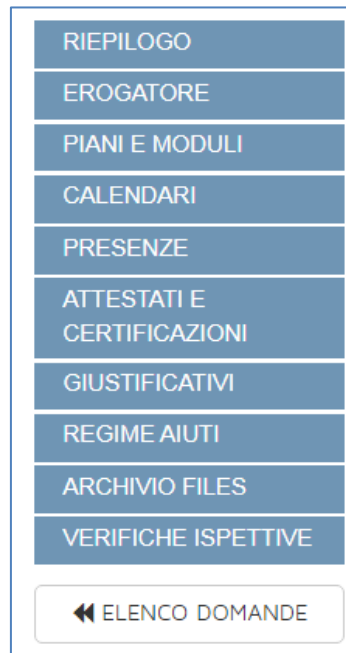 RIEPILOGO
EROGATORE
PIANI E MODULI
CALENDARI
PRESENZE
ATTESTATI E
CERTIFICAZIONI
GIUSTIFICATIVI
REGIME AIUTI
ARCHIVIO FILES
VERIFICHE ISPETTIVE
ELENCO DOMANDE